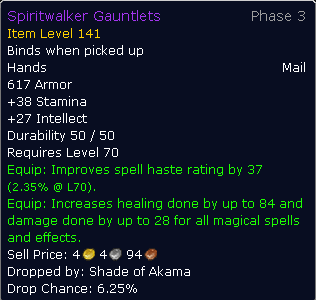 Spiritwalker Gauntlets Phase 3
Item Level 141
Binds when picked up
Hands Mail
617 Armor
+38 Stamina
+27 Intellect
Durability 50 / 50
Requires Level 70
Equip: Improves spell haste rating by 37
(2.35% @ L70).
Equip: Increases healing done by up to 84 and
damage done by up to 28 for all magical spells
and effects.
Sell Price: 4 4 94
Dropped by: Shade of Akama
Drop Chance: 6.25%